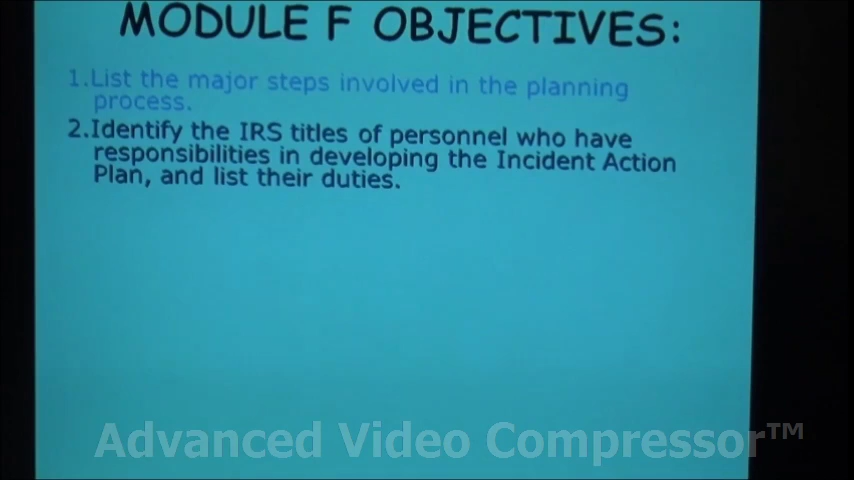 MODULE F OBJECTIVES:
1.List the major steps involved in the planning
process.
2.Identify the IRS titles of personnel who have
responsibilities in developing the Incident Action
Plan, and list their duties.
Advanced Video Compressor™